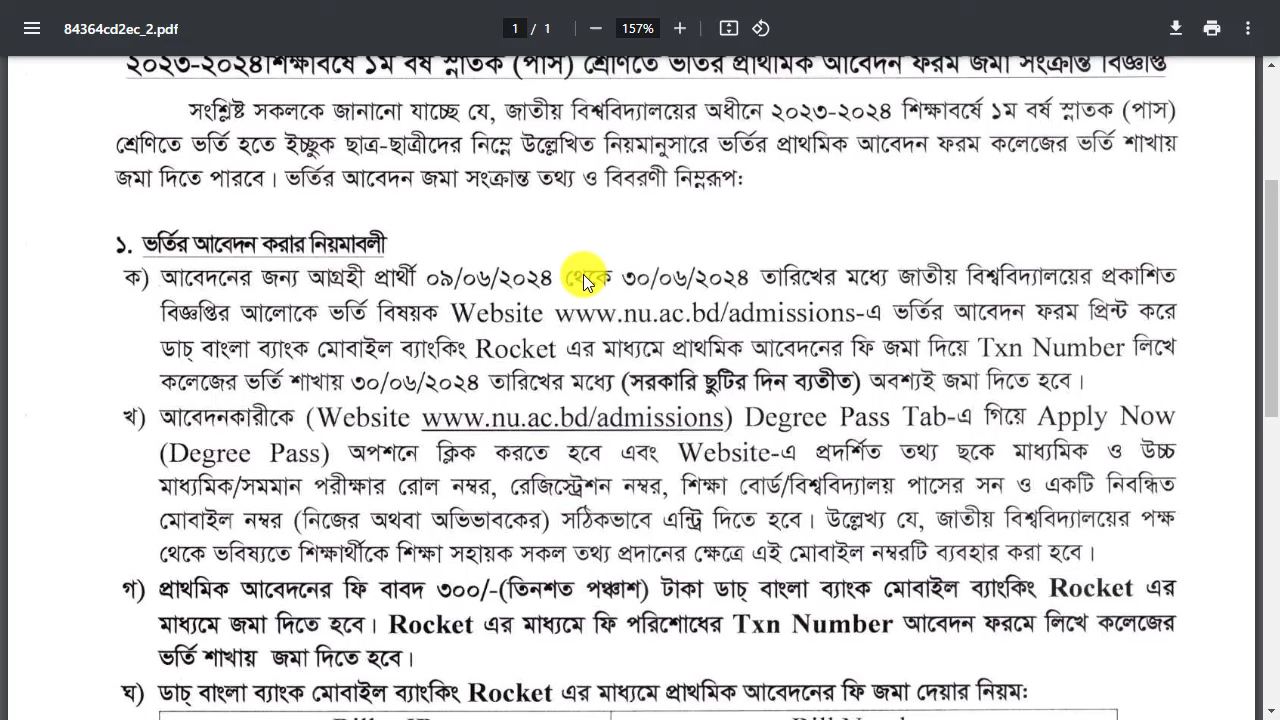 84364cd2ec_2.pdf
1 / 1
157%
২০২৩-২০২৪শিক্ষাবর্ষে ১ম বর্ষ স্নাতক (পাস) শ্রেণিতে ভর্তির প্রাথমিক আবেদন ফরম জমা সংক্রান্ত বিজ্ঞপ্তি
সংশ্লিষ্ট সকলকে জানানো যাচ্ছে যে, জাতীয় বিশ্ববিদ্যালয়ের অধীনে ২০২৩-২০২৪ শিক্ষাবর্ষে ১ম বর্ষ স্নাতক (পাস)
শ্রেণিতে ভর্তি হতে ইচ্ছুক ছাত্র-ছাত্রীদের নিম্নে উল্লেখিত নিয়মানুসারে ভর্তির প্রাথমিক আবেদন ফরম কলেজের ভর্তি শাখায়
জমা দিতে পারবে। ভর্তির আবেদন জমা সংক্রান্ত তথ্য ও বিবরণী নিম্নরূপঃ
১. ভর্তির আবেদন করার নিয়মাবলী
ক) আবেদনের জন্য আগ্রহী প্রার্থী ০৯/০৬/২০২৪ থেকে ৩০/০৬/২০২৪ তারিখের মধ্যে জাতীয় বিশ্ববিদ্যালয়ের প্রকাশিত
বিজ্ঞপ্তির আলোকে ভর্তি বিষয়ক Website www.nu.ac.bd/admissions-এ ভর্তির আবেদন ফরম প্রিন্ট করে
ডাচ্ বাংলা ব্যাংক মোবাইল ব্যাংকিং Rocket এর মাধ্যমে প্রাথমিক আবেদনের ফি জমা দিয়ে Txn Number লিখে
কলেজের ভর্তি শাখায় ৩০/০৬/২০২৪ তারিখের মধ্যে (সরকারি ছুটির দিন ব্যতীত) অবশ্যই জমা দিতে হবে।
খ) আবেদনকারীকে (Website www.nu.ac.bd/admissions) Degree Pass Tab-এ গিয়ে Apply Now
(Degree Pass) অপশনে ক্লিক করতে হবে এবং Website-এ প্রদর্শিত তথ্য ছকে মাধ্যমিক ও উচ্চ
মাধ্যমিক/সমমান পরীক্ষার রোল নম্বর, রেজিস্ট্রেশন নম্বর, শিক্ষা বোর্ড/বিশ্ববিদ্যালয় পাসের সন ও একটি নিবন্ধিত
মোবাইল নম্বর (নিজের অথবা অভিভাবকের) সঠিকভাবে এন্ট্রি দিতে হবে। উল্লেখ্য যে, জাতীয় বিশ্ববিদ্যালয়ের পক্ষ
থেকে ভবিষ্যতে শিক্ষার্থীকে শিক্ষা সহায়ক সকল তথ্য প্রদানের ক্ষেত্রে এই মোবাইল নম্বরটি ব্যবহার করা হবে।
গ) প্রাথমিক আবেদনের ফি বাবদ ৩০০/-(তিনশত পঞ্চাশ) টাকা ডাচ্ বাংলা ব্যাংক মোবাইল ব্যাংকিং Rocket এর
মাধ্যমে জমা দিতে হবে। Rocket এর মাধ্যমে ফি পরিশোধের Txn Number আবেদন ফরমে লিখে কলেজের
ভর্তি শাখায় জমা দিতে হবে।
ঘ) ডাচ্ বাংলা ব্যাংক মোবাইল ব্যাংকিং Rocket এর মাধ্যমে প্রাথমিক আবেদনের ফি জমা দেয়ার নিয়মঃ